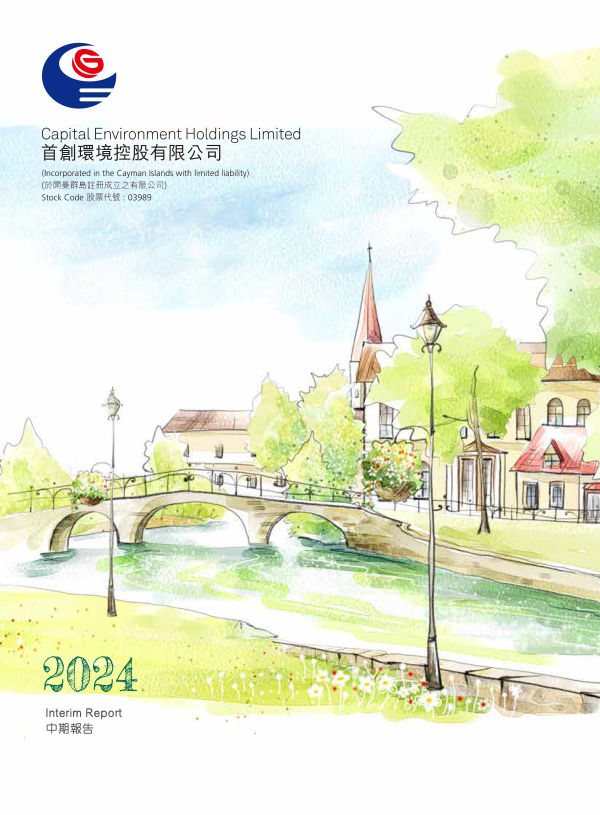 Capital Environment Holdings Limited
首創環境控股有限公司
(Incorporated in the Cayman Islands with limited liability)
(於開曼群島註冊成立之有限公司)
Stock Code 股票代號 : 03989
2024
Interim Report
中期報告